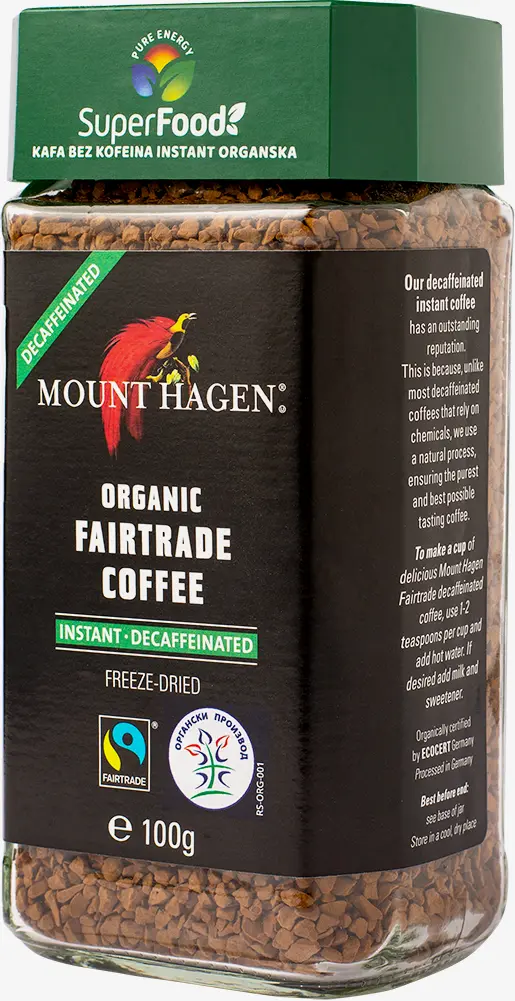 PURE ENERGY
SuperFood
KAFA BEZ KOFEINA INSTANT ORGANSKA
DECAFFEINATED
MOUNT HAGEN®
ORGANIC
FAIRTRADE
COFFEE
INSTANT · DECAFFEINATED
FREEZE-DRIED
FAIRTRADE
®
ОРГАНСКИ ПРОИЗВОД
RS-ORG-001
℮ 100g
Our decaffeinated
instant coffee
has an outstanding
reputation.
This is because, unlike
most decaffeinated
coffees that rely on
chemicals, we use
a natural process,
ensuring the purest
and best possible
tasting coffee.
To make a cup of
delicious Mount Hagen
Fairtrade decaffeinated
coffee, use 1-2
teaspoons per cup and
add hot water. If
desired add milk and
sweetener.
Organically certified
by ECOCERT Germany
Processed in Germany
Best before end:
see base of jar
Store in a cool, dry place